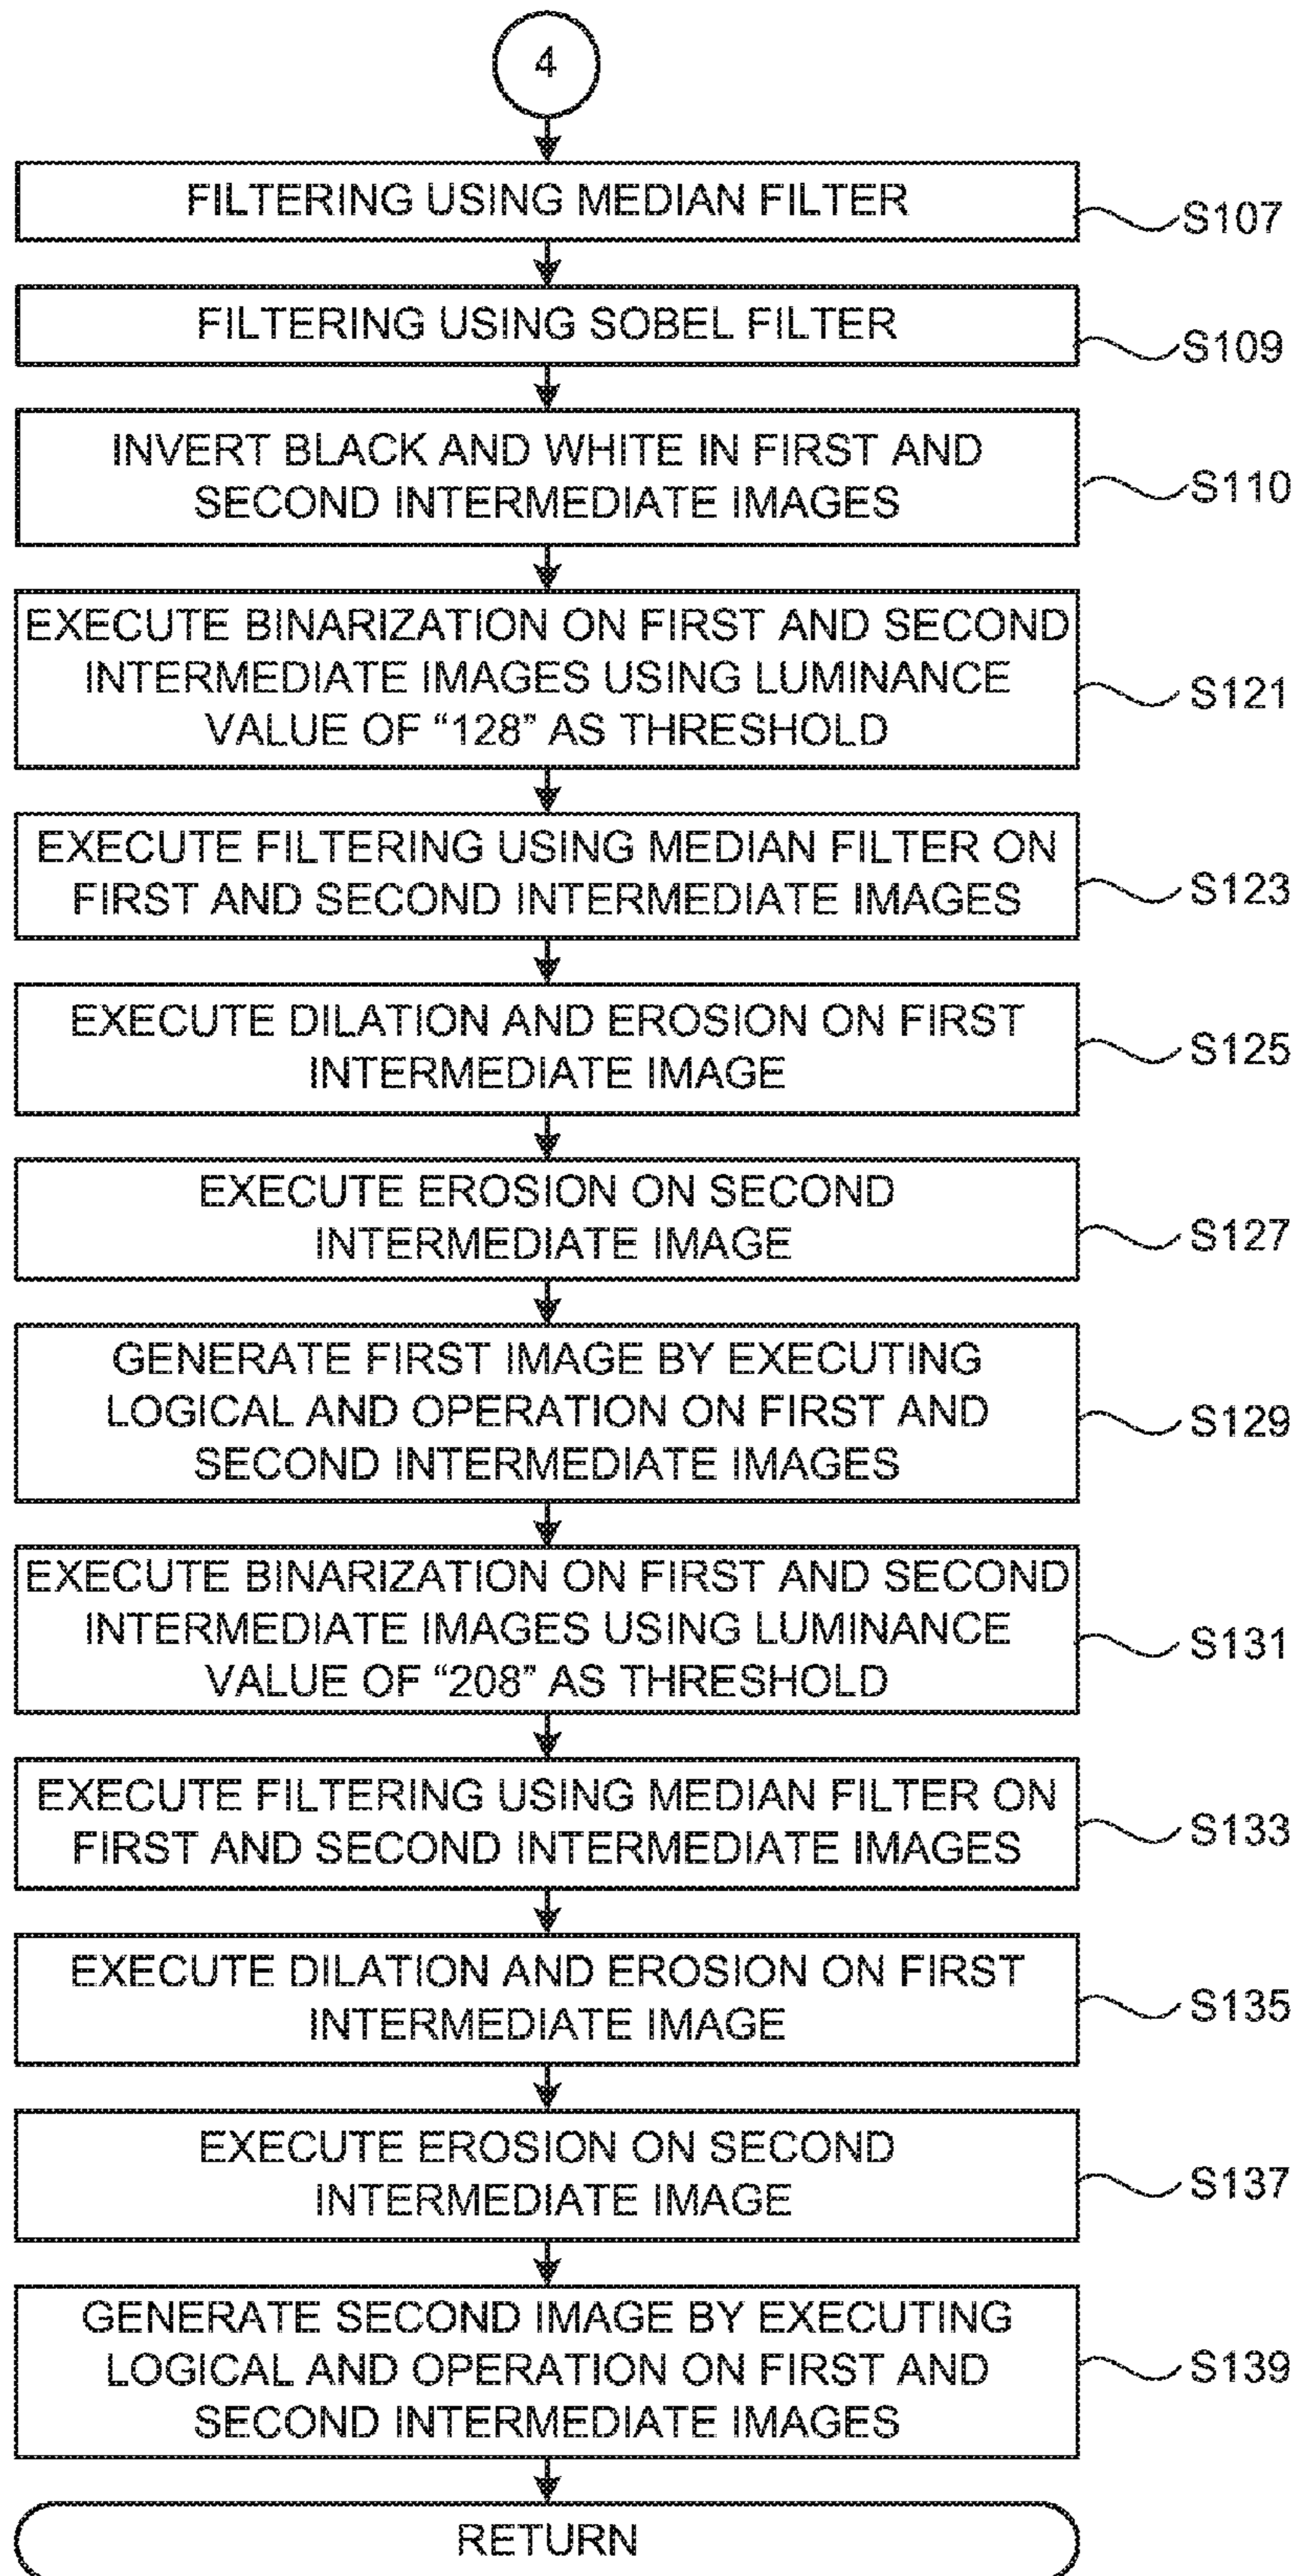 4
FILTERING USING MEDIAN FILTER
S107
FILTERING USING SOBEL FILTER
S109
INVERT BLACK AND WHITE IN FIRST AND
SECOND INTERMEDIATE IMAGES
S110
EXECUTE BINARIZATION ON FIRST AND SECOND
INTERMEDIATE IMAGES USING LUMINANCE
VALUE OF “128” AS THRESHOLD
S121
EXECUTE FILTERING USING MEDIAN FILTER ON
FIRST AND SECOND INTERMEDIATE IMAGES
S123
EXECUTE DILATION AND EROSION ON FIRST
INTERMEDIATE IMAGE
S125
EXECUTE EROSION ON SECOND
INTERMEDIATE IMAGE
S127
GENERATE FIRST IMAGE BY EXECUTING
LOGICAL AND OPERATION ON FIRST AND
SECOND INTERMEDIATE IMAGES
S129
EXECUTE BINARIZATION ON FIRST AND SECOND
INTERMEDIATE IMAGES USING LUMINANCE
VALUE OF “208” AS THRESHOLD
S131
EXECUTE FILTERING USING MEDIAN FILTER ON
FIRST AND SECOND INTERMEDIATE IMAGES
S133
EXECUTE DILATION AND EROSION ON FIRST
INTERMEDIATE IMAGE
S135
EXECUTE EROSION ON SECOND
INTERMEDIATE IMAGE
S137
GENERATE SECOND IMAGE BY EXECUTING
LOGICAL AND OPERATION ON FIRST AND
SECOND INTERMEDIATE IMAGES
S139
RETURN